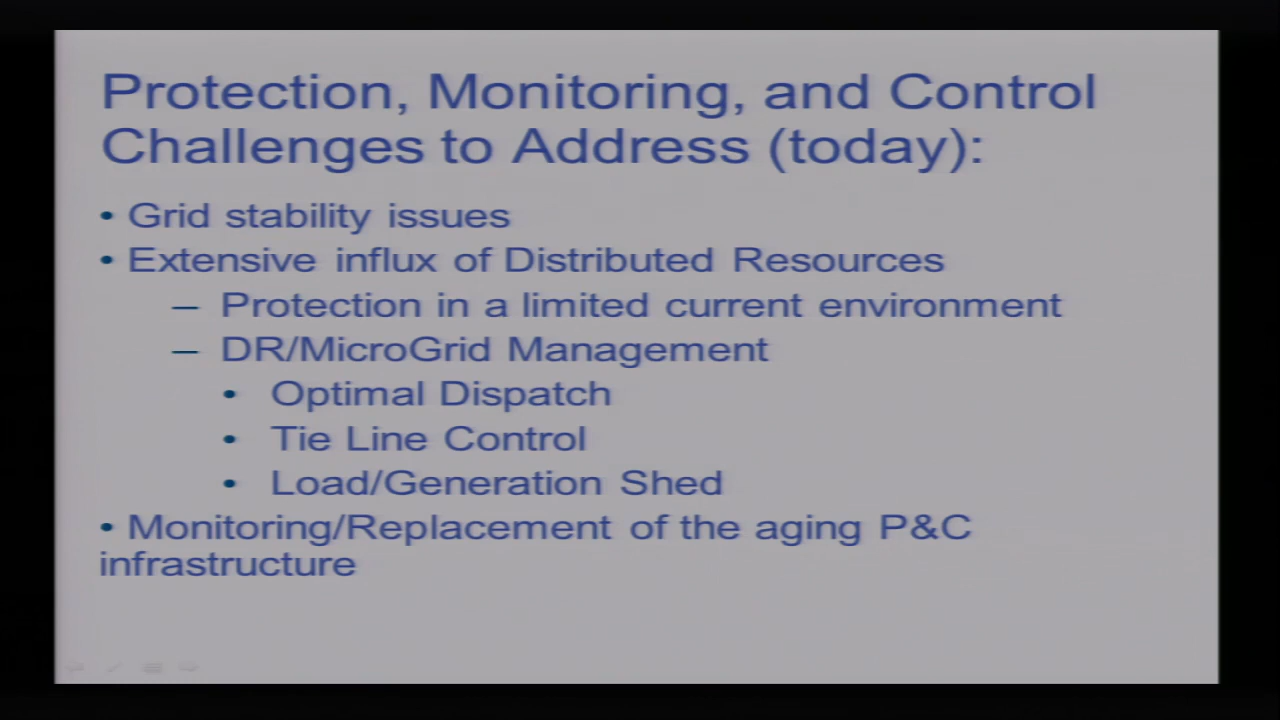 Protection, Monitoring, and Control
Challenges to Address (today):
• Grid stability issues
• Extensive influx of Distributed Resources
– Protection in a limited current environment
– DR/MicroGrid Management
• Optimal Dispatch
• Tie Line Control
• Load/Generation Shed
• Monitoring/Replacement of the aging P&C
infrastructure